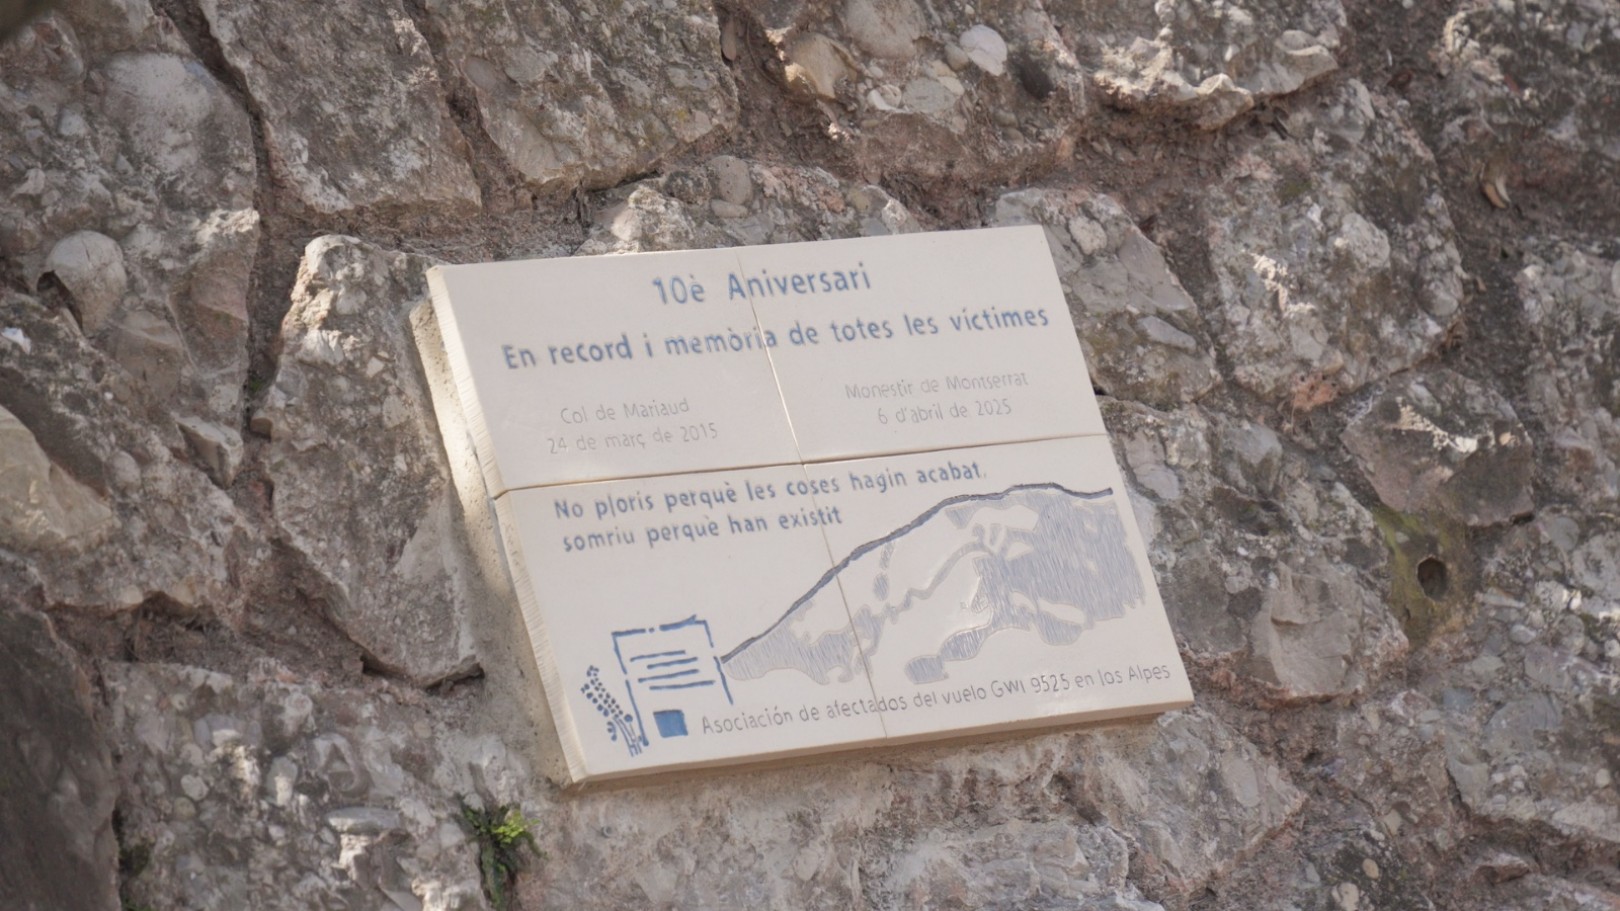 10è Aniversari
En record i memòria de totes les víctimes
Col de Mariaud
24 de març de 2015
Monestir de Montserrat
6 d'abril de 2025
No ploris perquè les coses hagin acabat,
somriu perquè han existit
Asociación de afectados del vuelo GWI 9525 en los Alpes